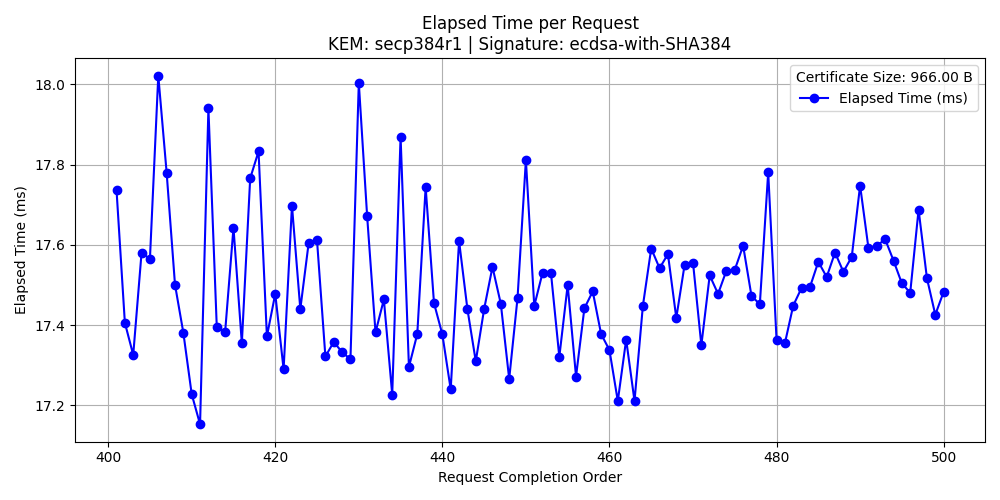 Elapsed Time per Request
KEM: secp384r1 | Signature: ecdsa-with-SHA384
Certificate Size: 966.00 B
Elapsed Time (ms)
Elapsed Time (ms)
18.0
17.8
17.6
17.4
17.2
400 420 440 460 480 500
Request Completion Order